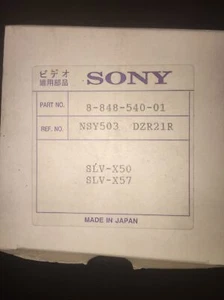 ビデオ SONY
補用部品
PART NO. 8-848-540-01
REF. NO. NSY503 DZR21R
SLV-X50
SLV-X57
MADE IN JAPAN